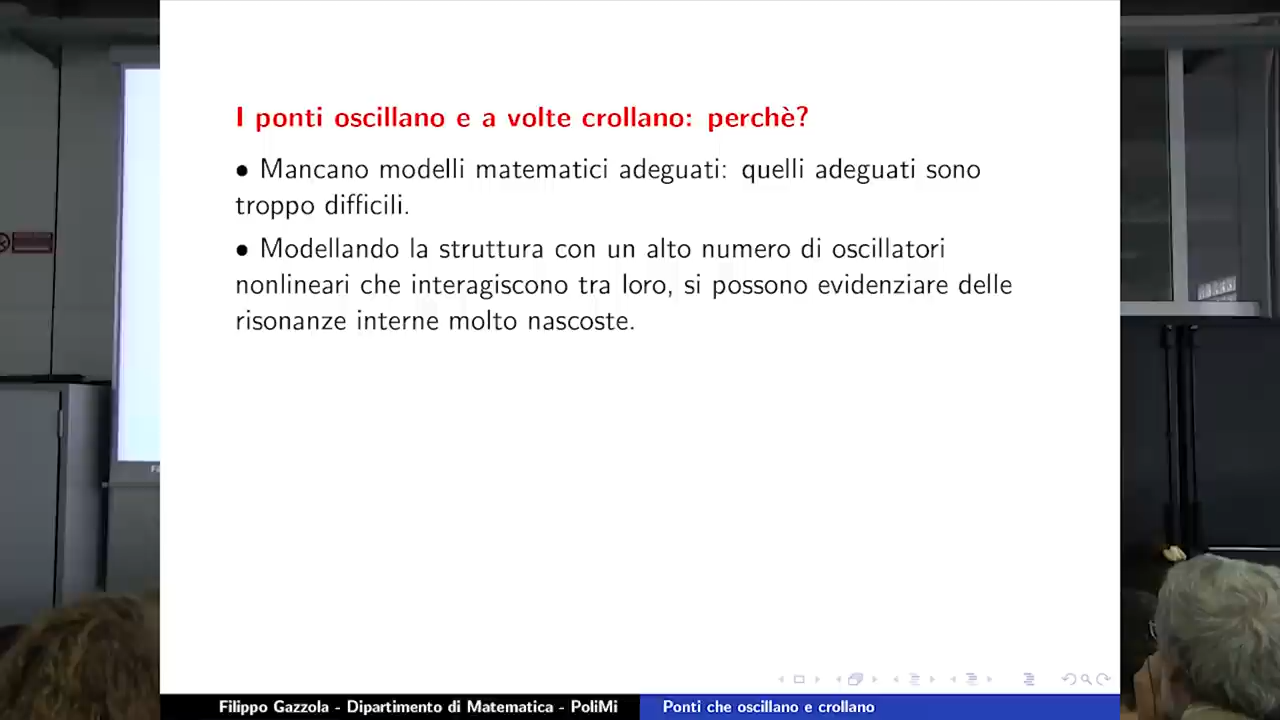 I ponti oscillano e a volte crollano: perchè?
• Mancano modelli matematici adeguati: quelli adeguati sono
troppo difficili.
• Modellando la struttura con un alto numero di oscillatori
nonlineari che interagiscono tra loro, si possono evidenziare delle
risonanze interne molto nascoste.
Filippo Gazzola - Dipartimento di Matematica - PoliMi
Ponti che oscillano e crollano